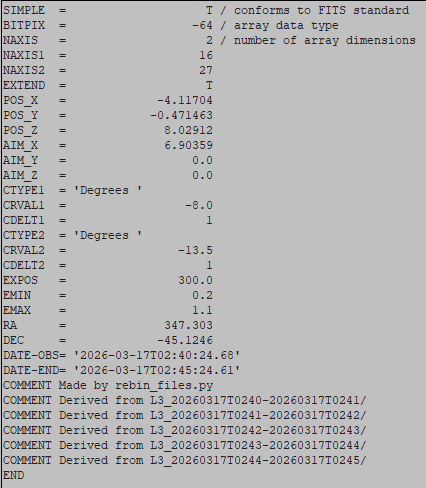 SIMPLE  =                    T / conforms to FITS standard
BITPIX  =                  -64 / array data type
NAXIS   =                    2 / number of array dimensions
NAXIS1  =                   16
NAXIS2  =                   27
EXTEND  =                    T
POS_X   =             -4.11704
POS_Y   =            -0.471463
POS_Z   =              8.02912
AIM_X   =              6.90359
AIM_Y   =                  0.0
AIM_Z   =                  0.0
CTYPE1  = 'Degrees '
CRVAL1  =                 -8.0
CDELT1  =                    1
CTYPE2  = 'Degrees '
CRVAL2  =                -13.5
CDELT2  =                    1
EXPOS   =                300.0
EMIN    =                  0.2
EMAX    =                  1.1
RA      =              347.303
DEC     =             -45.1246
DATE-OBS= '2026-03-17T02:40:24.68'
DATE-END= '2026-03-17T02:45:24.61'
COMMENT Made by rebin_files.py
COMMENT Derived from L3_20260317T0240-20260317T0241/
COMMENT Derived from L3_20260317T0241-20260317T0242/
COMMENT Derived from L3_20260317T0242-20260317T0243/
COMMENT Derived from L3_20260317T0243-20260317T0244/
COMMENT Derived from L3_20260317T0244-20260317T0245/
END